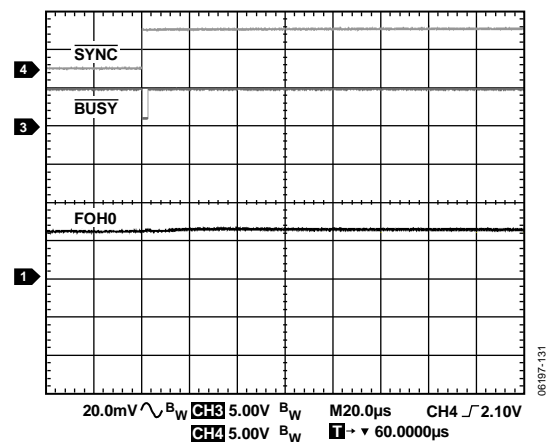 SYNC
4
BUSY
3
FOH0
1
20.0mV BW CH3 5.00V BW M20.0µs CH4 2.10V
CH4 5.00V BW T 60.0000µs
06197-131